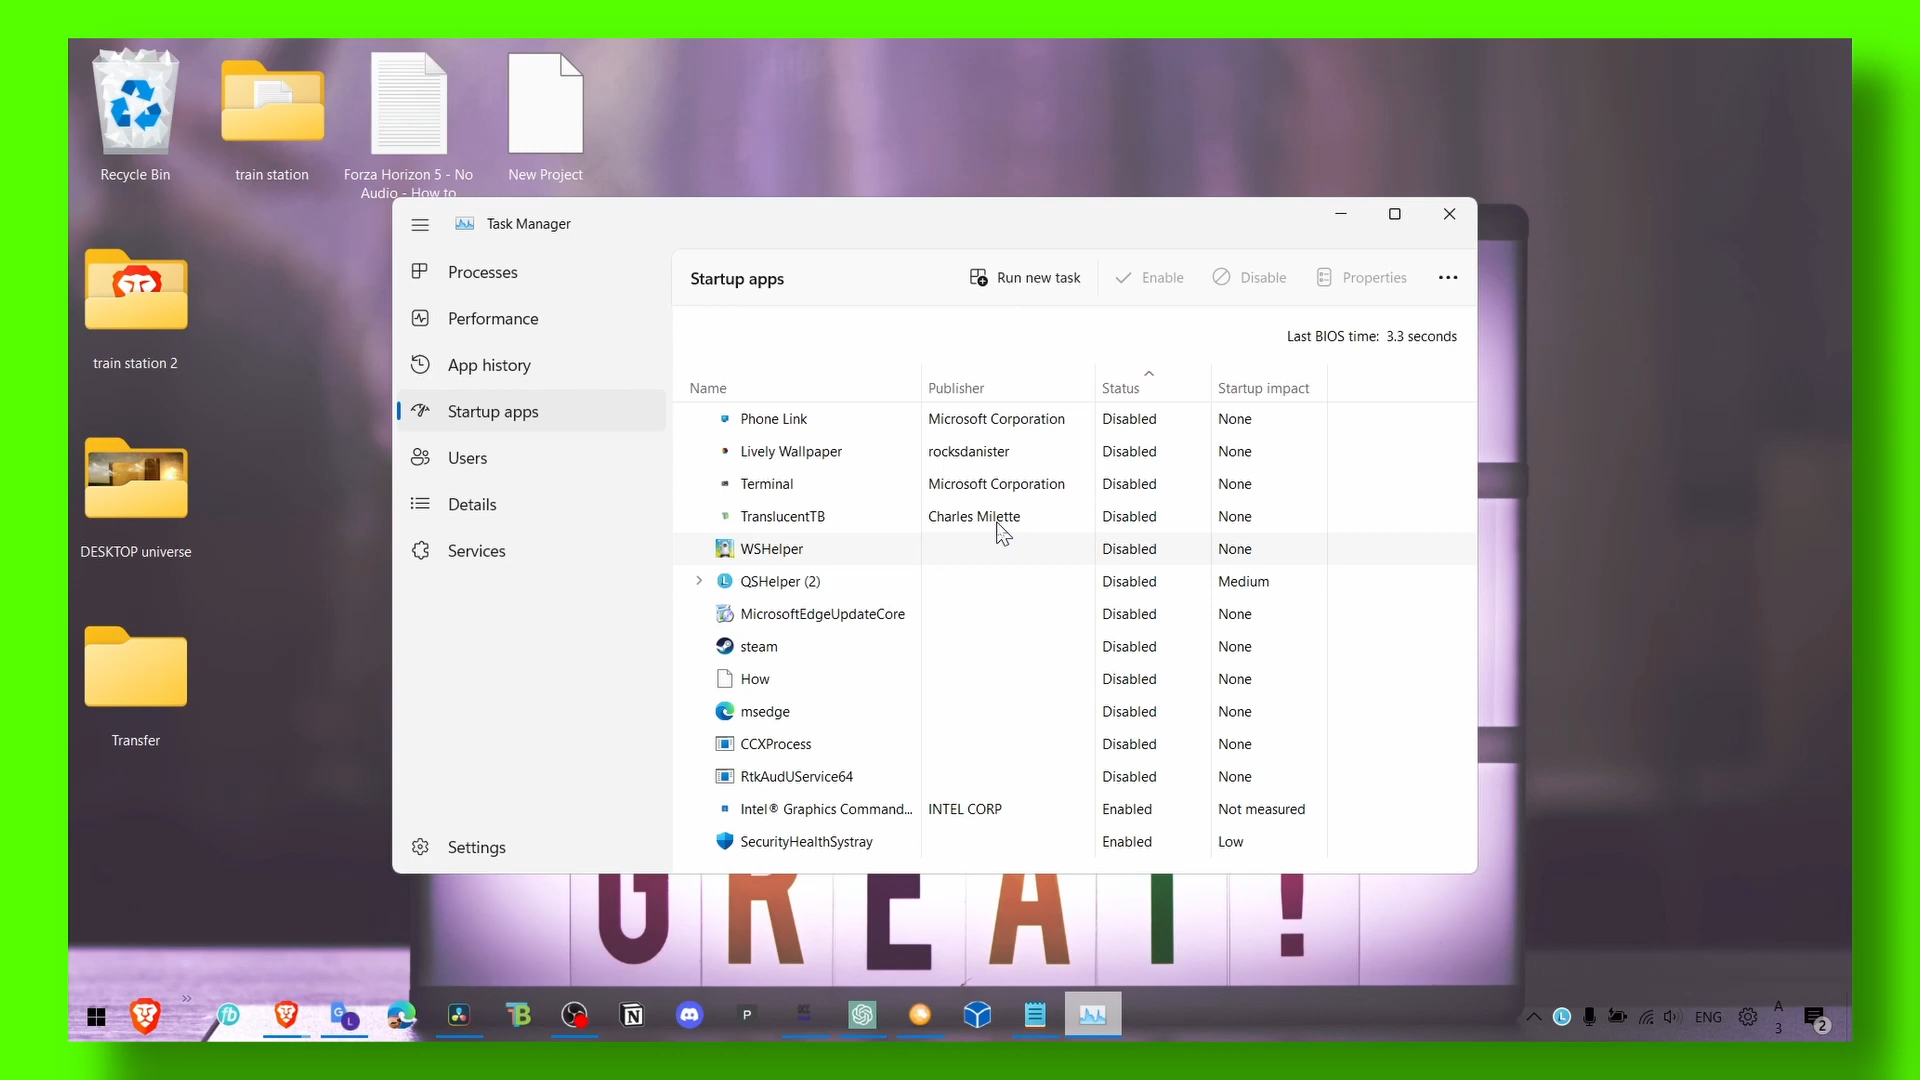 Recycle Bin
train station
Forza Horizon 5 - No
Audio - How to
New Project
train station 2
DESKTOP universe
Transfer
Task Manager
Processes
Performance
App history
Startup apps
Users
Details
Services
Settings
Startup apps
Run new task
Enable
Disable
Properties
Last BIOS time: 3.3 seconds
Name Publisher Status Startup impact
Phone Link Microsoft Corporation Disabled None
Lively Wallpaper rocksdanister Disabled None
Terminal Microsoft Corporation Disabled None
TranslucentTB Charles Milette Disabled None
WSHelper Disabled None
QSHelper (2) Disabled Medium
MicrosoftEdgeUpdateCore Disabled None
steam Disabled None
How Disabled None
msedge Disabled None
CCXProcess Disabled None
RtkAudUService64 Disabled None
Intel® Graphics Command... INTEL CORP Enabled Not measured
SecurityHealthSystray Enabled Low
GREAT!
fb
G
L
TB
N
P
L
ENG
A
3
2